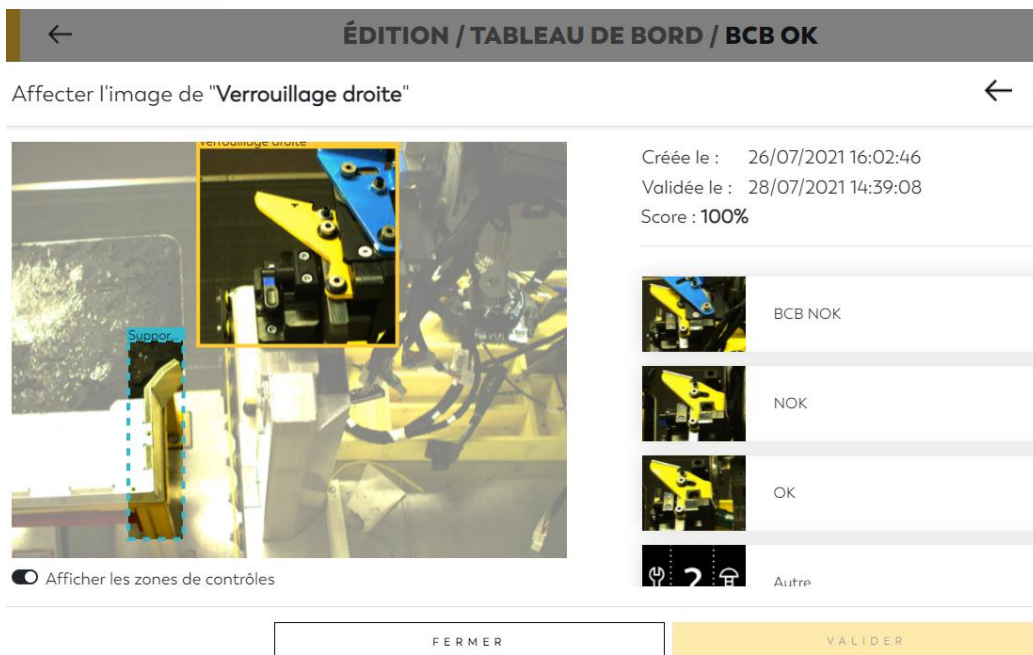 ÉDITION / TABLEAU DE BORD / BCB OK
Affecter l'image de "Verrouillage droite"
Verrouillage droite
Suppor...
Afficher les zones de contrôles
Créée le : 26/07/2021 16:02:46
Validée le : 28/07/2021 14:39:08
Score : 100%
BCB NOK
NOK
OK
?
Autre
FERMER
VALIDER